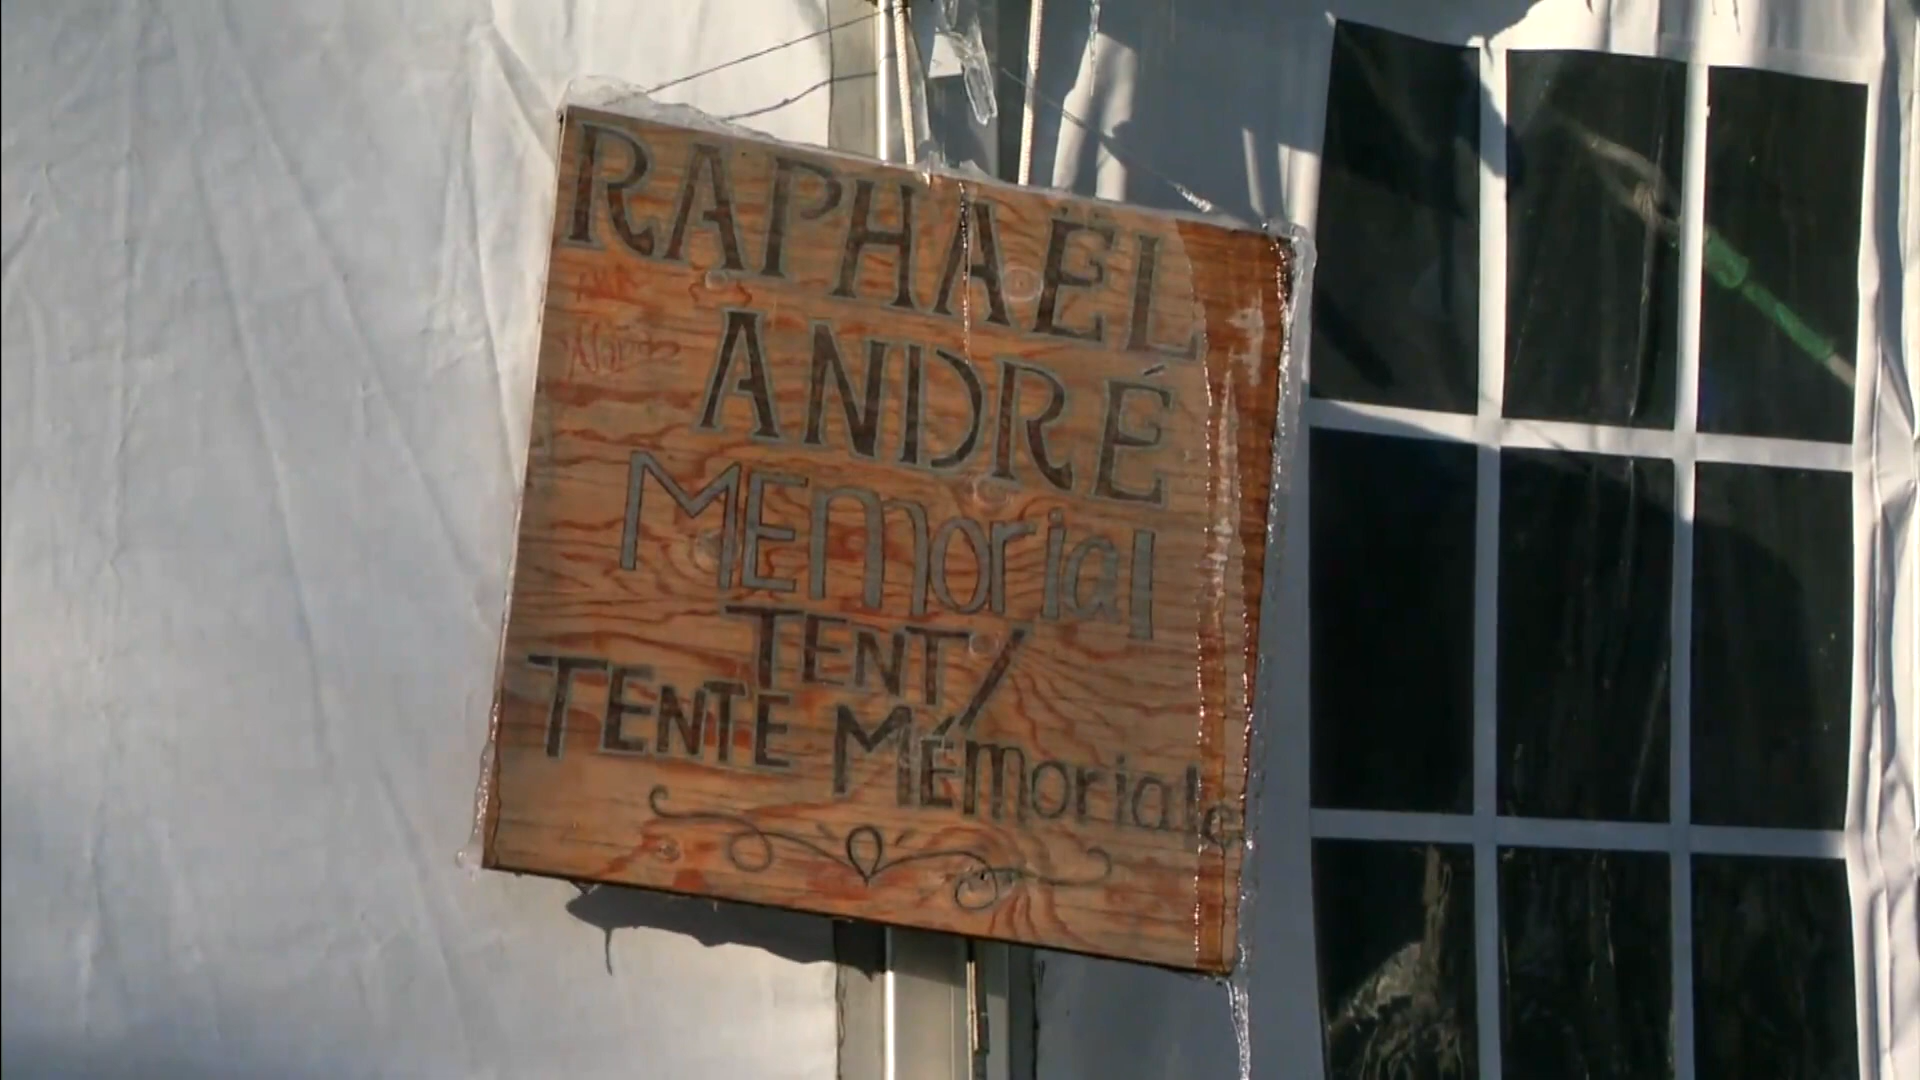 RAPHAËL
ANDRÉ
MEmorial
TENT/
TENTE MÉmoriale